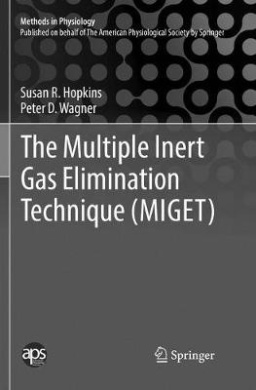 Methods in Physiology
Published on behalf of The American Physiological Society by Springer
Susan R. Hopkins
Peter D. Wagner
The Multiple Inert
Gas Elimination
Technique (MIGET)
aps
Springer